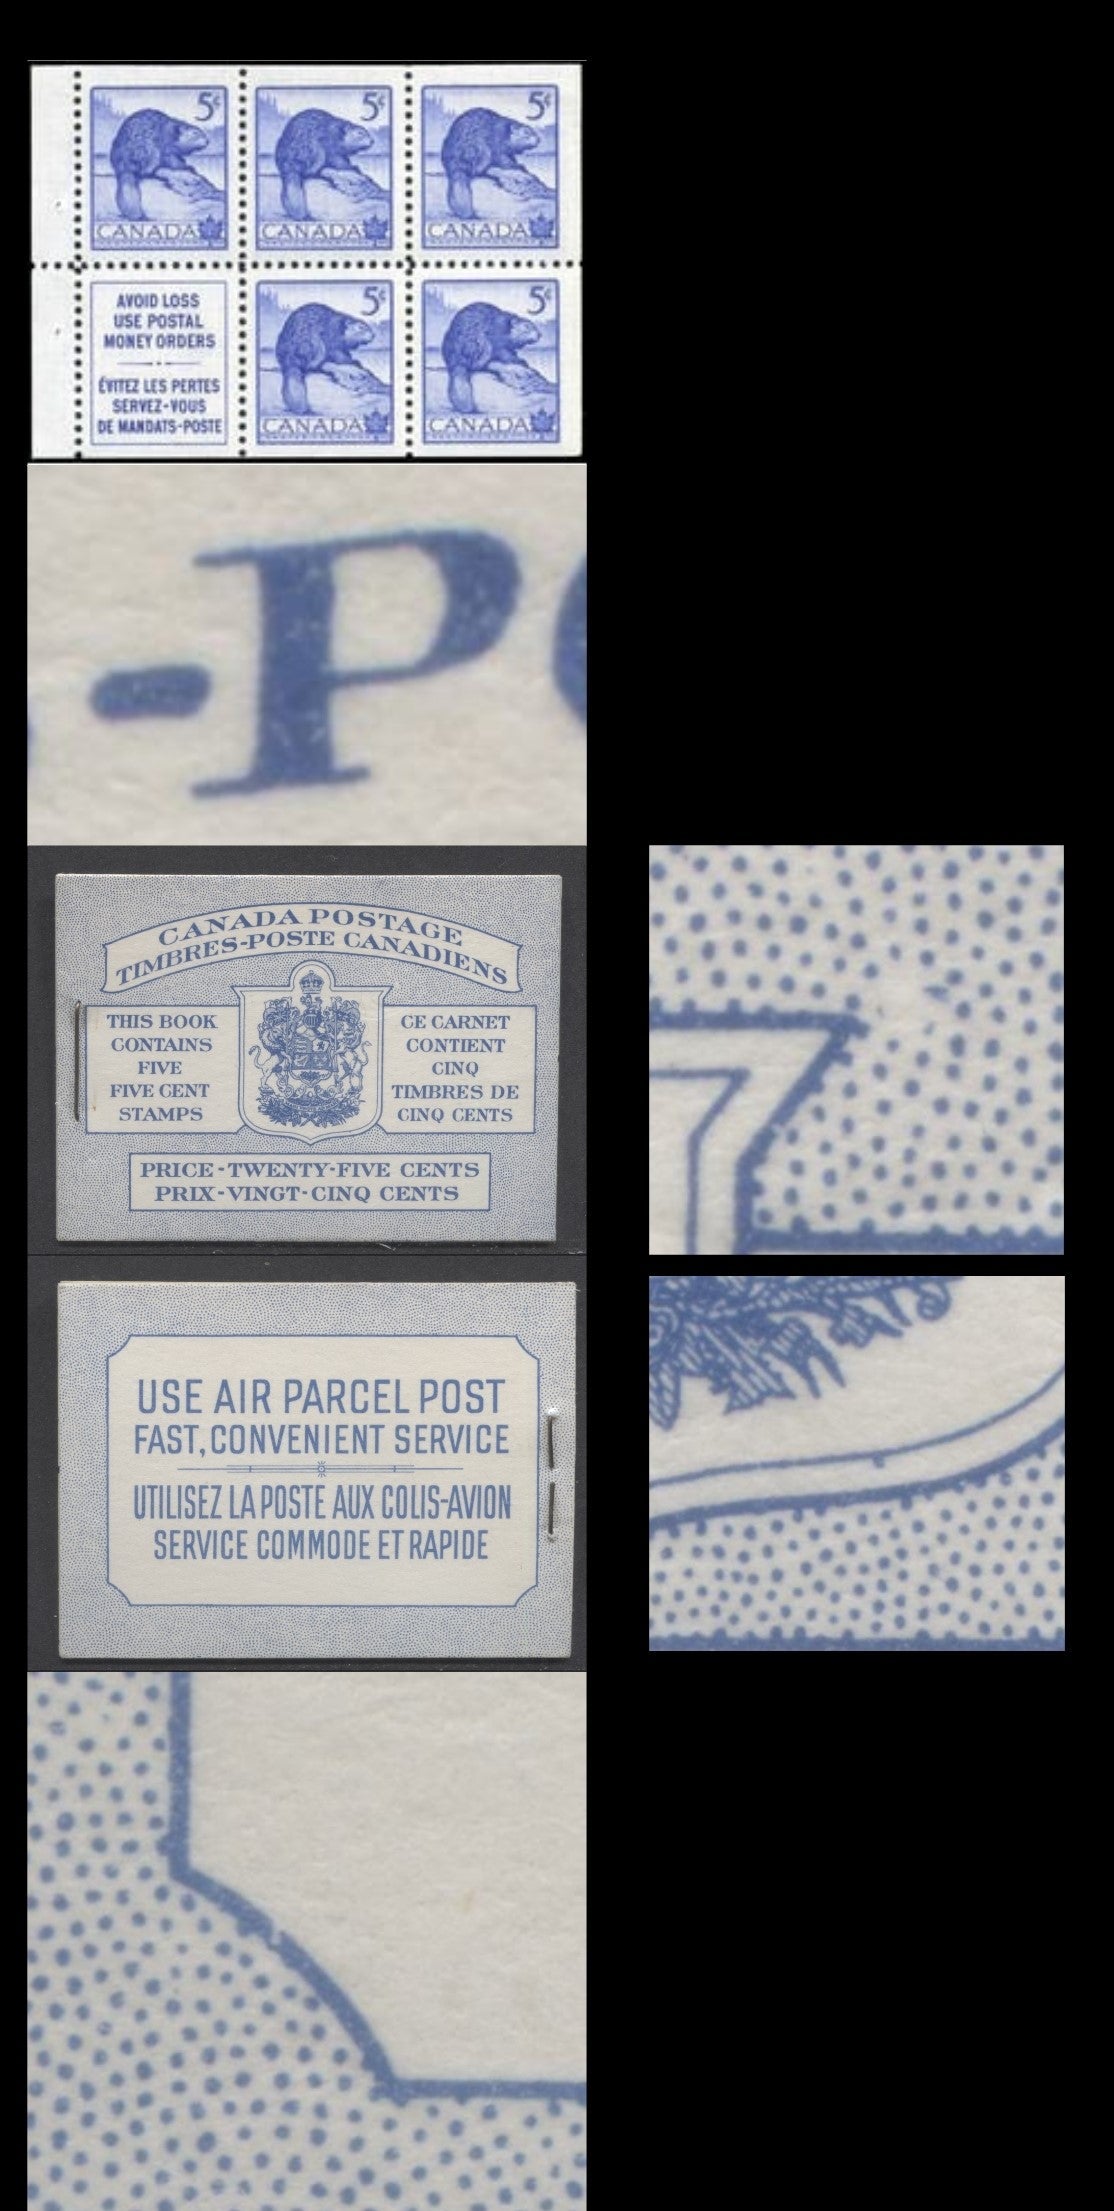 5¢ 5¢ 5¢
CANADA CANADA CANADA
AVOID LOSS
USE POSTAL
MONEY ORDERS
ÉVITEZ LES PERTES
SERVEZ-VOUS
DE MANDATS-POSTE
5¢ 5¢
CANADA CANADA
-P
CANADA POSTAGE
TIMBRES-POSTE CANADIENS
THIS BOOK
CONTAINS
FIVE
FIVE CENT
STAMPS
CE CARNET
CONTIENT
CINQ
TIMBRES DE
CINQ CENTS
PRICE-TWENTY-FIVE CENTS
PRIX-VINGT-CINQ CENTS
USE AIR PARCEL POST
FAST, CONVENIENT SERVICE
UTILISEZ LA POSTE AUX COLIS-AVION
SERVICE COMMODE ET RAPIDE